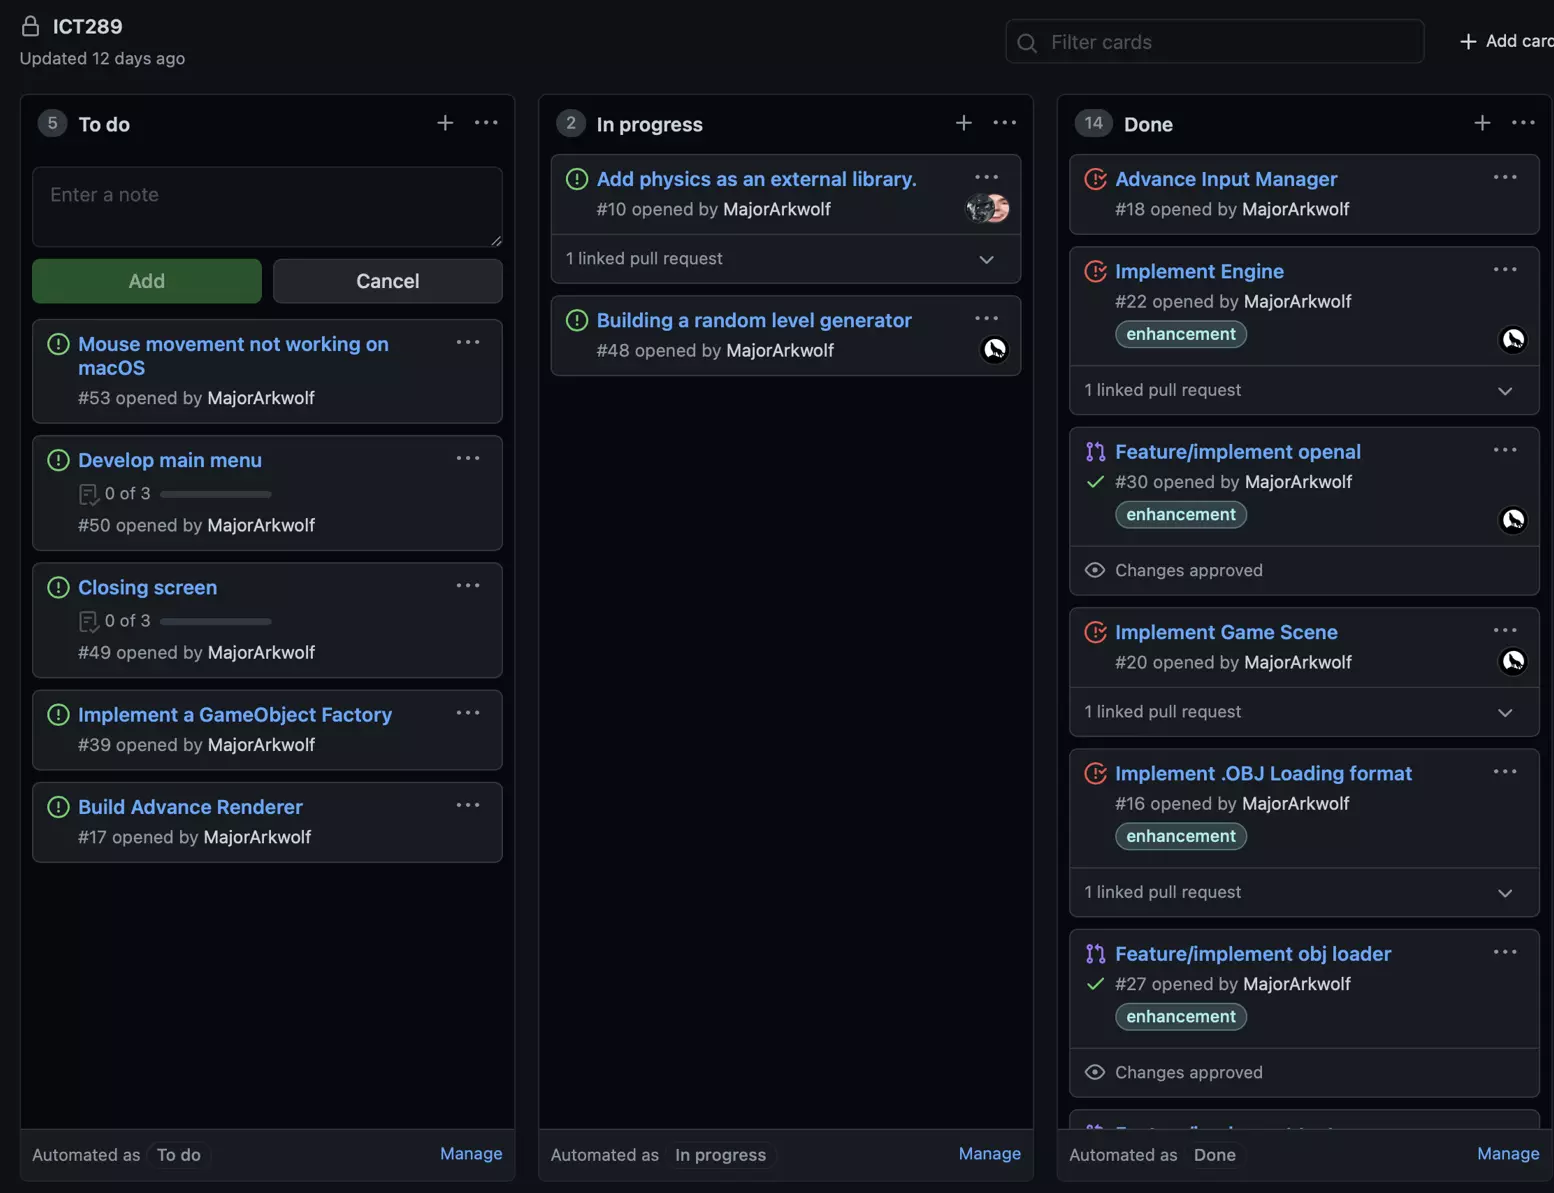 ICT289
Updated 12 days ago
Filter cards
Add card
5 To do
Enter a note
Add Cancel
Mouse movement not working on
macOS
#53 opened by MajorArkwolf
Develop main menu
0 of 3
#50 opened by MajorArkwolf
Closing screen
0 of 3
#49 opened by MajorArkwolf
Implement a GameObject Factory
#39 opened by MajorArkwolf
Build Advance Renderer
#17 opened by MajorArkwolf
Automated as To do Manage
2 In progress
Add physics as an external library.
#10 opened by MajorArkwolf
1 linked pull request
Building a random level generator
#48 opened by MajorArkwolf
Automated as In progress Manage
14 Done
Advance Input Manager
#18 opened by MajorArkwolf
Implement Engine
#22 opened by MajorArkwolf
enhancement
1 linked pull request
Feature/implement openal
#30 opened by MajorArkwolf
enhancement
Changes approved
Implement Game Scene
#20 opened by MajorArkwolf
1 linked pull request
Implement .OBJ Loading format
#16 opened by MajorArkwolf
enhancement
1 linked pull request
Feature/implement obj loader
#27 opened by MajorArkwolf
enhancement
Changes approved
Automated as Done Manage